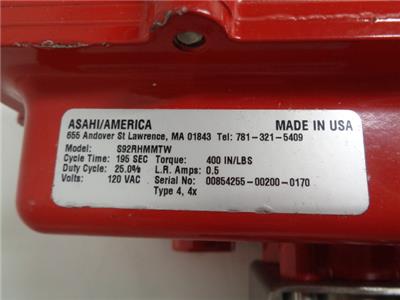 ASAHI/AMERICA MADE IN USA
655 Andover St Lawrence, MA 01843 Tel: 781-321-5409
Model: S92RHMMTW
Cycle Time: 195 SEC Torque: 400 IN/LBS
Duty Cycle: 25.0% L.R. Amps: 0.5
Volts: 120 VAC Serial No: 00854255-00200-0170
Type 4, 4x